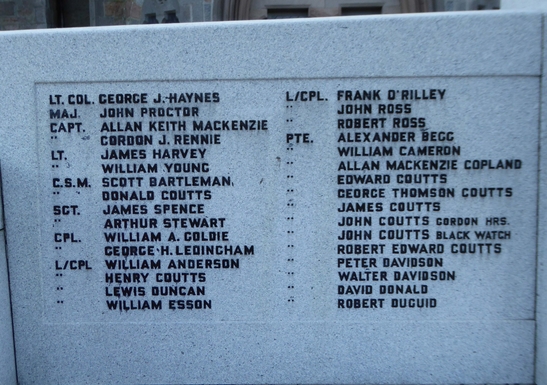 LT. COL. GEORGE J. HAYNES
MAJ. JOHN PROCTOR
CAPT. ALLAN KEITH MACKENZIE
" GORDON J. RENNIE
LT. JAMES HARVEY
" WILLIAM YOUNG
C.S.M. SCOTT BARTLEMAN
" DONALD COUTTS
SGT. JAMES SPENCE
" ARTHUR STEWART
CPL. WILLIAM A. GOLDIE
" GEORGE H. LEDINGHAM
L/CPL WILLIAM ANDERSON
" HENRY COUTTS
" LEWIS DUNCAN
" WILLIAM ESSON
L/CPL. FRANK O'RILLEY
" JOHN ROSS
" ROBERT ROSS
PTE. ALEXANDER BEGG
" WILLIAM CAMERON
" ALLAN MACKENZIE COPLAND
" EDWARD COUTTS
" GEORGE THOMSON COUTTS
" JAMES COUTTS
" JOHN COUTTS GORDON HRS.
" JOHN COUTTS BLACK WATCH
" ROBERT EDWARD COUTTS
" PETER DAVIDSON
" WALTER DAVIDSON
" DAVID DONALD
" ROBERT DUGUID